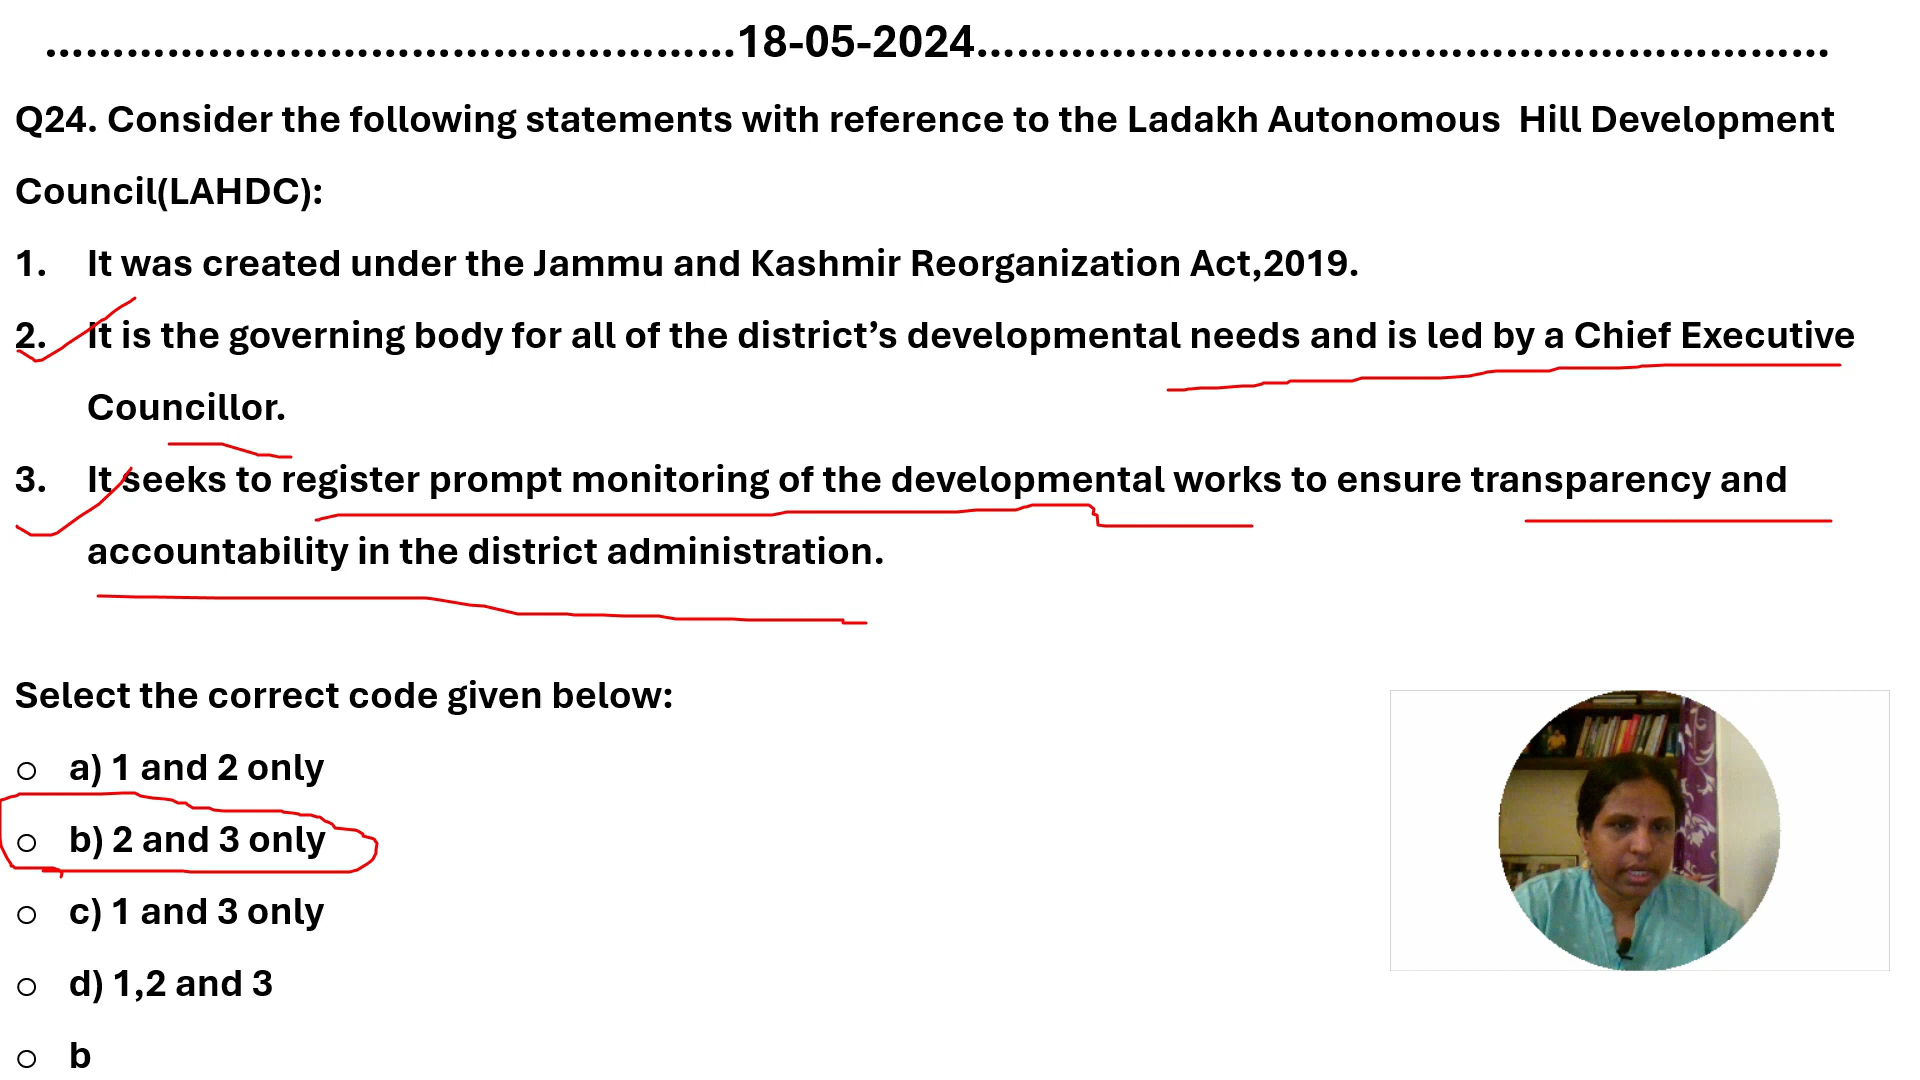 …………………………………………18-05-2024……………………………………………………
Q24. Consider the following statements with reference to the Ladakh Autonomous Hill Development
Council(LAHDC):
1. It was created under the Jammu and Kashmir Reorganization Act,2019.
2. It is the governing body for all of the district’s developmental needs and is led by a Chief Executive
Councillor.
3. It seeks to register prompt monitoring of the developmental works to ensure transparency and
accountability in the district administration.
Select the correct code given below:
o a) 1 and 2 only
o b) 2 and 3 only
o c) 1 and 3 only
o d) 1,2 and 3
o b